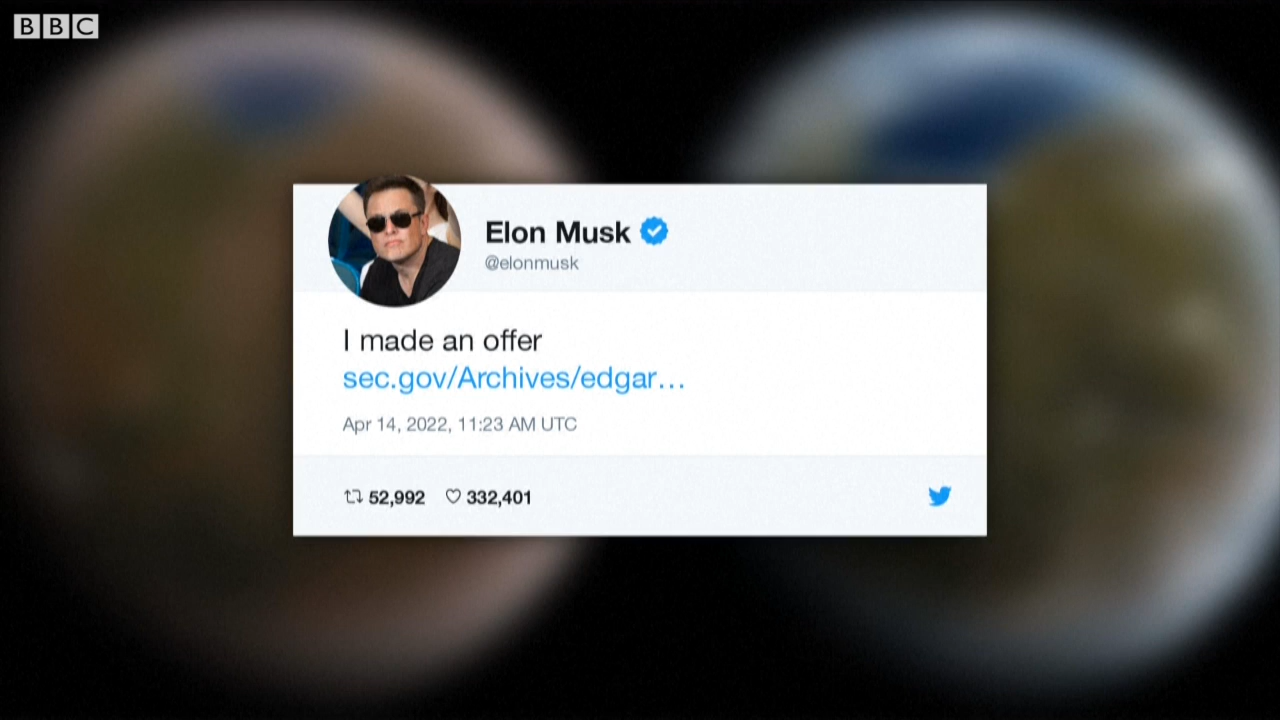 BBC
Elon Musk
@elonmusk
I made an offer
sec.gov/Archives/edgar…
Apr 14, 2022, 11:23 AM UTC
52,992 332,401